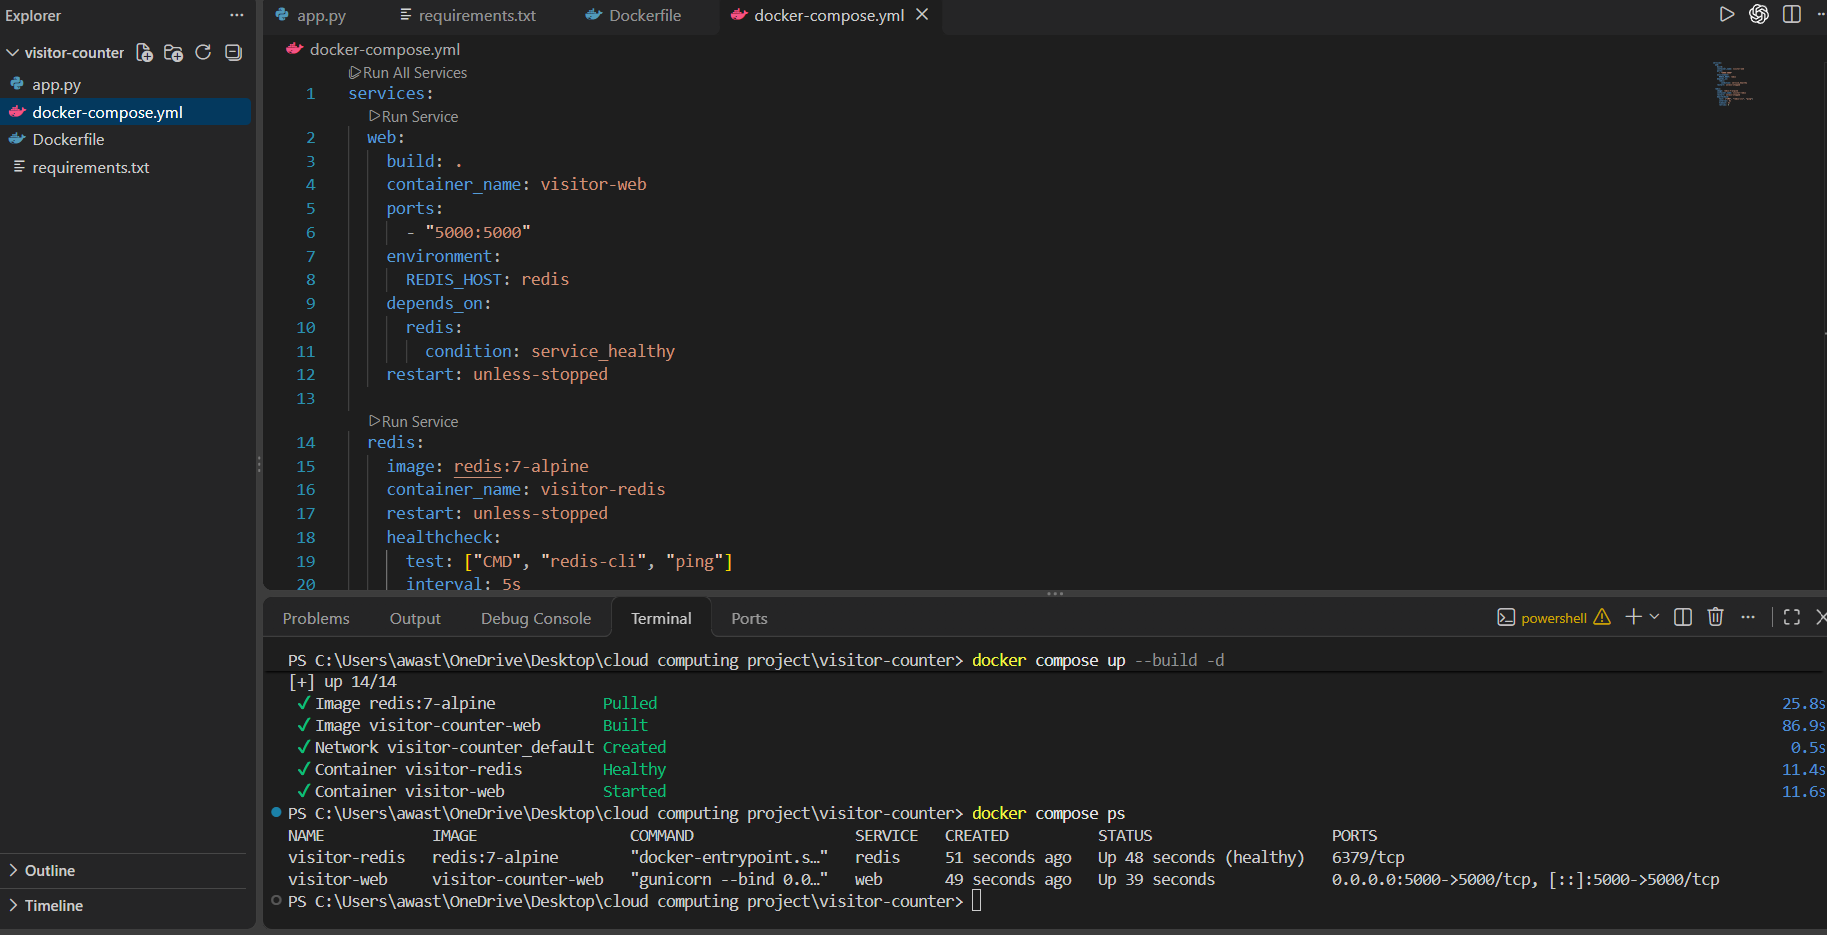 Explorer
visitor-counter
app.py
docker-compose.yml
Dockerfile
requirements.txt
Outline
Timeline
app.py requirements.txt Dockerfile docker-compose.yml
docker-compose.yml
Run All Services
1 services:
Run Service
2 web:
3 build: .
4 container_name: visitor-web
5 ports:
6 - "5000:5000"
7 environment:
8 REDIS_HOST: redis
9 depends_on:
10 redis:
11 condition: service_healthy
12 restart: unless-stopped
13
Run Service
14 redis:
15 image: redis:7-alpine
16 container_name: visitor-redis
17 restart: unless-stopped
18 healthcheck:
19 test: ["CMD", "redis-cli", "ping"]
20 interval: 5s
Problems Output Debug Console Terminal Ports powershell
PS C:\Users\awast\OneDrive\Desktop\cloud computing project\visitor-counter> docker compose up --build -d
[+] up 14/14
✓Image redis:7-alpine Pulled 25.8s
✓Image visitor-counter-web Built 86.9s
✓Network visitor-counter_default Created 0.5s
✓Container visitor-redis Healthy 11.4s
✓Container visitor-web Started 11.6s
PS C:\Users\awast\OneDrive\Desktop\cloud computing project\visitor-counter> docker compose ps
NAME IMAGE COMMAND SERVICE CREATED STATUS PORTS
visitor-redis redis:7-alpine "docker-entrypoint.s…" redis 51 seconds ago Up 48 seconds (healthy) 6379/tcp
visitor-web visitor-counter-web "gunicorn --bind 0.0…" web 49 seconds ago Up 39 seconds 0.0.0.0:5000->5000/tcp, [::]:5000->5000/tcp
PS C:\Users\awast\OneDrive\Desktop\cloud computing project\visitor-counter>